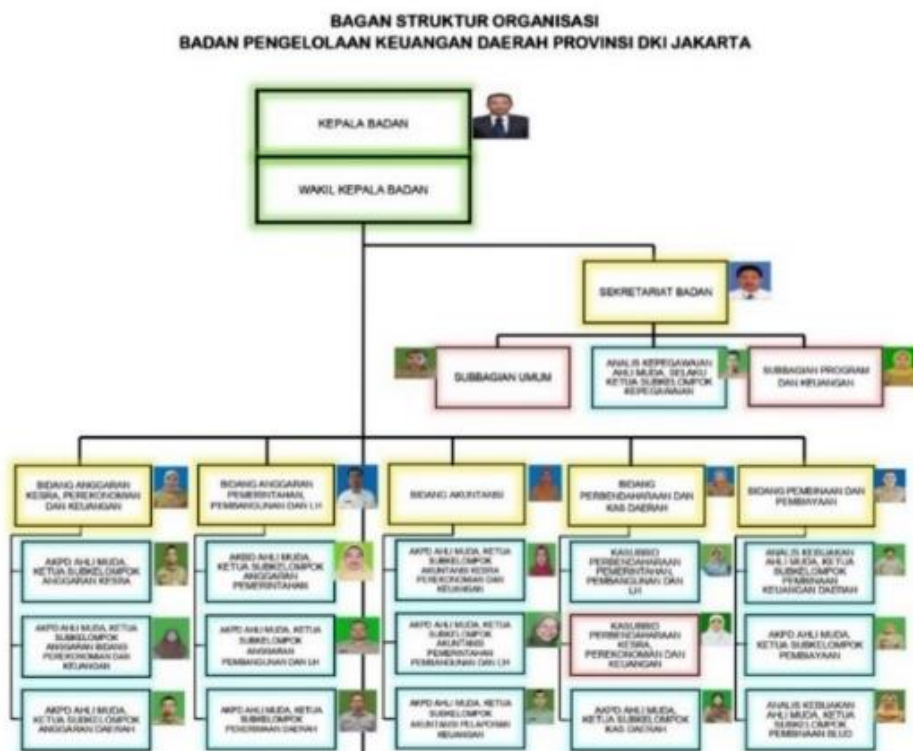 BAGAN STRUKTUR ORGANISASI
BADAN PENGELOLAAN KEUANGAN DAERAH PROVINSI DKI JAKARTA
KEPALA BADAN
WAKIL KEPALA BADAN
SEKRETARIAT BADAN
SUBBAGIAN UMUM
ANALIS KEPEGAWAIAN
AHLI MUDA, SELAKU
KETUA SUBKELOMPOK
KEPEGAWAIAN
SUBBAGIAN PROGRAM
DAN KEUANGAN
BIDANG ANGGARAN
KESRA, PEREKONOMIAN
DAN KEUANGAN
BIDANG ANGGARAN
PEMERINTAHAN,
PEMBANGUNAN DAN LH
BIDANG AKUNTANSI
BIDANG
PERBENDAHARAAN DAN
KAS DAERAH
BIDANG PEMBINAAN DAN
PEMBIAYAAN
AKPD AHLI MUDA,
KETUA SUBKELOMPOK
ANGGARAN KESRA
AHLI MUDA,
KETUA SUBKELOMPOK
ANGGARAN
PEMERINTAHAN
AKPD AHLI MUDA, KETUA
SUBKELOMPOK
AKUNTANSI KESRA
PEREKONOMIAN DAN
KEUANGAN
KASUBBID
PERBENDAHARAAN
PEMERINTAHAN,
PEMBANGUNAN DAN
LH
ANALIS KEBIJAKAN
AHLI MUDA, KETUA
SUBKELOMPOK
PEMBINAAN
KEUANGAN DAERAH
AKPD AHLI MUDA, KETUA
SUBKELOMPOK
ANGGARAN BIDANG
PEREKONOMIAN DAN
KEUANGAN
AKPD AHLI MUDA, KETUA
SUBKELOMPOK
ANGGARAN
PEMBANGUNAN DAN LH
AKPD AHLI MUDA, KETUA
SUBKELOMPOK
AKUNTANSI
PEMERINTAHAN
PEMBANGUNAN DAN LH
KASUBBID
PERBENDAHARAAN
KESRA,
PEREKONOMIAN DAN
KEUANGAN
AKPD AHLI MUDA,
KETUA SUBKELOMPOK
PEMBIAYAAN
AKPD AHLI MUDA,
KETUA SUBKELOMPOK
ANGGARAN DAERAH
AKPD AHLI MUDA, KETUA
SUBKELOMPOK
PENERIMAAN DAERAH
AKPD AHLI MUDA, KETUA
SUBKELOMPOK
AKUNTANSI PELAPORAN
KEUANGAN
AKPD AHLI MUDA,
KETUA SUBKELOMPOK
KAS DAERAH
ANALIS KEBIJAKAN
AHLI MUDA, KETUA
SUBKELOMPOK
PEMBINAAN BLUD